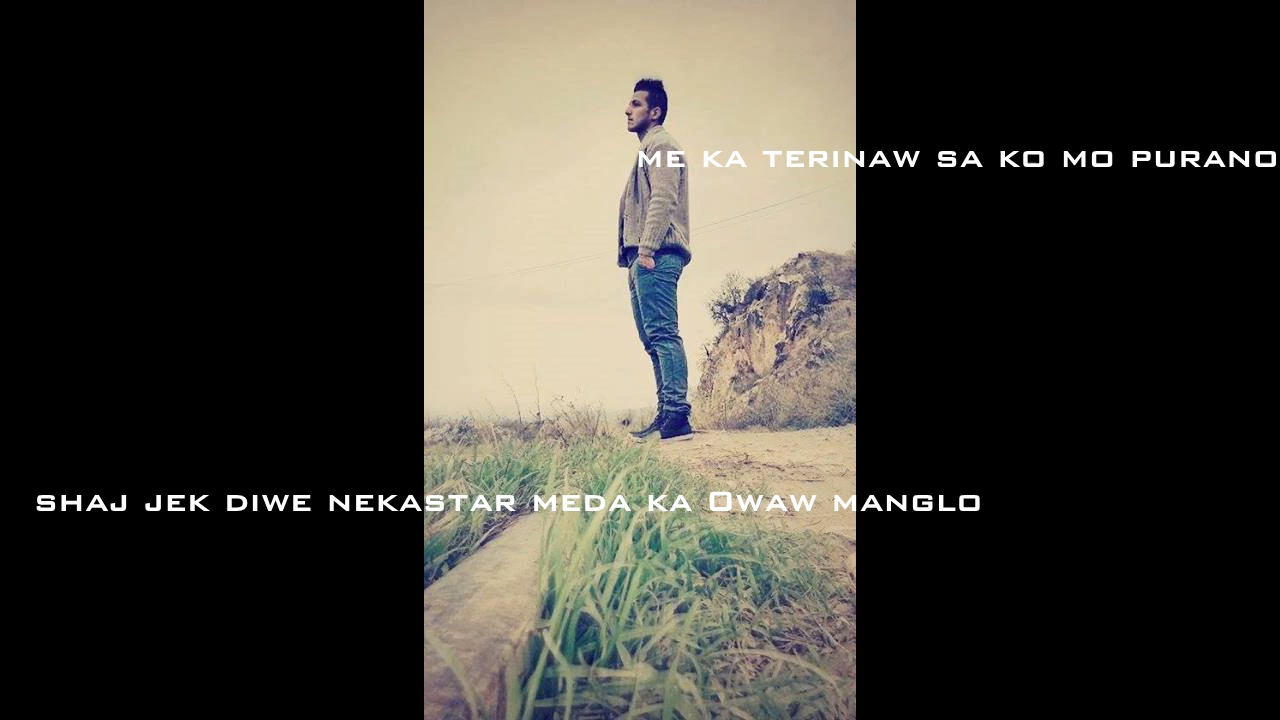 ME KA TERINAW SA KO MO PURANO
SHAJ JEK DIWE NEKASTAR MEDA KA OWAW MANGLO